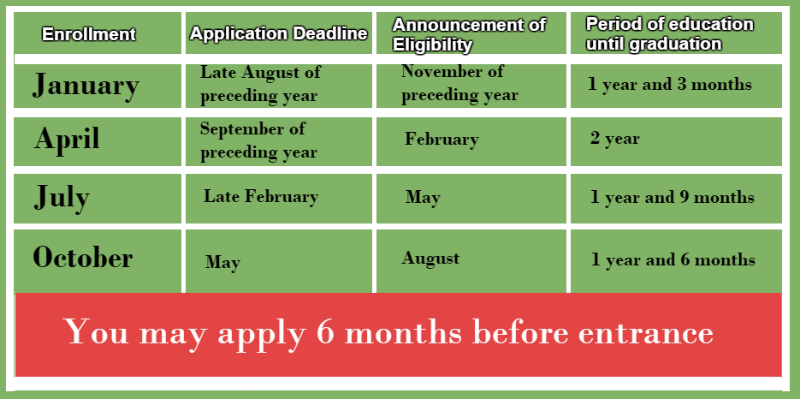 Enrollment
Application Deadline
Announcement of
Eligibility
Period of education
until graduation
January
Late August of
preceding year
November of
preceding year
1 year and 3 months
April
September of
preceding year
February
2 year
July
Late February
May
1 year and 9 months
October
May
August
1 year and 6 months
You may apply 6 months before entrance